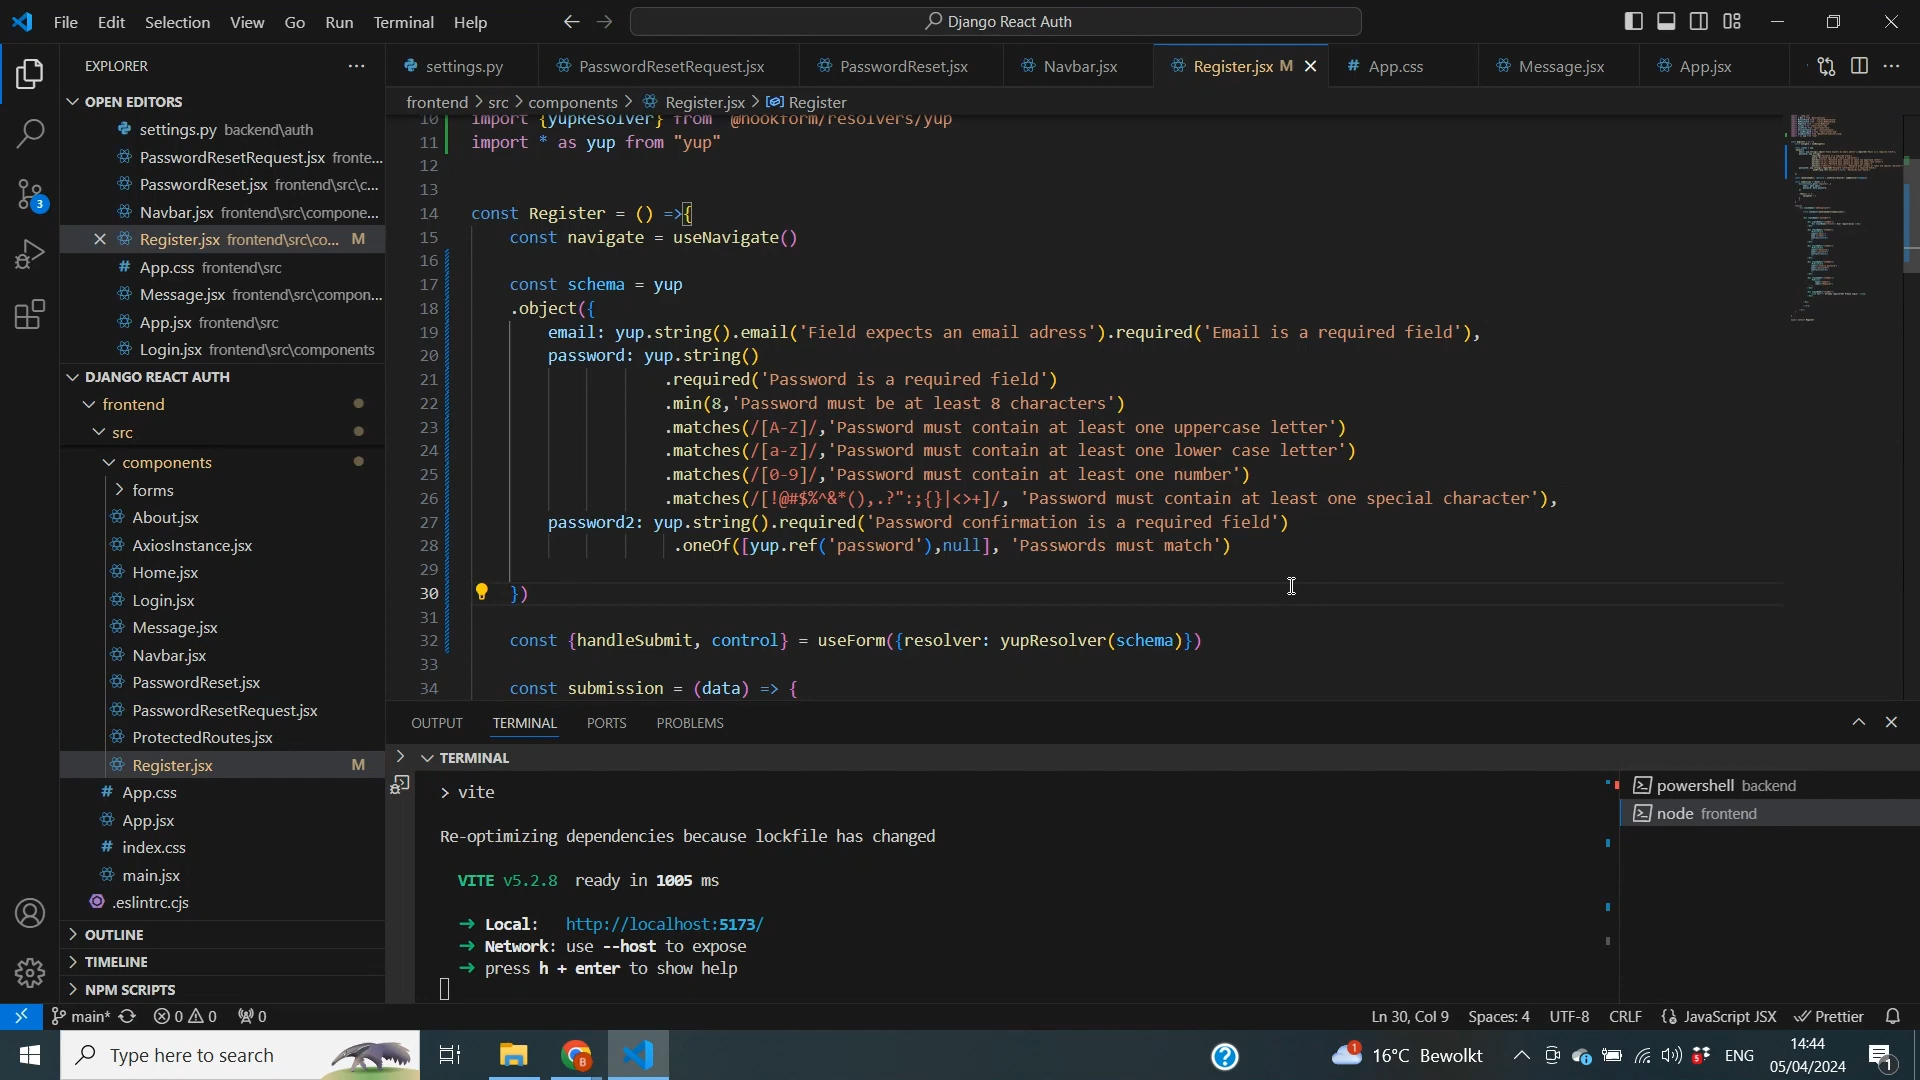 File Edit Selection View Go Run Terminal Help
Django React Auth
EXPLORER
OPEN EDITORS
settings.py backend\auth
PasswordResetRequest.jsx fronte...
PasswordReset.jsx frontend\src\c...
Navbar.jsx frontend\src\compone...
Register.jsx frontend\src\co... M
App.css frontend\src
Message.jsx frontend\src\compon...
App.jsx frontend\src
Login.jsx frontend\src\components
3
DJANGO REACT AUTH
frontend
src
components
forms
About.jsx
AxiosInstance.jsx
Home.jsx
Login.jsx
Message.jsx
Navbar.jsx
PasswordReset.jsx
PasswordResetRequest.jsx
ProtectedRoutes.jsx
Register.jsx M
App.css
App.jsx
index.css
main.jsx
.eslintrc.cjs
OUTLINE
TIMELINE
NPM SCRIPTS
settings.py PasswordResetRequest.jsx PasswordReset.jsx Navbar.jsx Register.jsx M App.css Message.jsx App.jsx
frontend > src > components > Register.jsx > Register
10 import {yupResolver} from "@hookform/resolvers/yup"
11 import * as yup from "yup"
12
13
14 const Register = () =>{
15 const navigate = useNavigate()
16
17 const schema = yup
18 .object({
19 email: yup.string().email('Field expects an email adress').required('Email is a required field'),
20 password: yup.string()
21 .required('Password is a required field')
22 .min(8,'Password must be at least 8 characters')
23 .matches(/[A-Z]/,'Password must contain at least one uppercase letter')
24 .matches(/[a-z]/,'Password must contain at least one lower case letter')
25 .matches(/[0-9]/,'Password must contain at least one number')
26 .matches(/[!@#$%^&*(),.?":;{}|<>+]/, 'Password must contain at least one special character'),
27 password2: yup.string().required('Password confirmation is a required field')
28 .oneOf([yup.ref('password'),null], 'Passwords must match')
29
30 })
31
32 const {handleSubmit, control} = useForm({resolver: yupResolver(schema)})
33
34 const submission = (data) => {
OUTPUT TERMINAL PORTS PROBLEMS
TERMINAL
> vite
Re-optimizing dependencies because lockfile has changed
VITE v5.2.8 ready in 1005 ms
➜ Local: http://localhost:5173/
➜ Network: use --host to expose
➜ press h + enter to show help
powershell backend
node frontend
main* 0 0 0
Ln 30, Col 9 Spaces: 4 UTF-8 CRLF JavaScript JSX Prettier
Type here to search
1 16°C Bewolkt ENG 14:44
05/04/2024
1